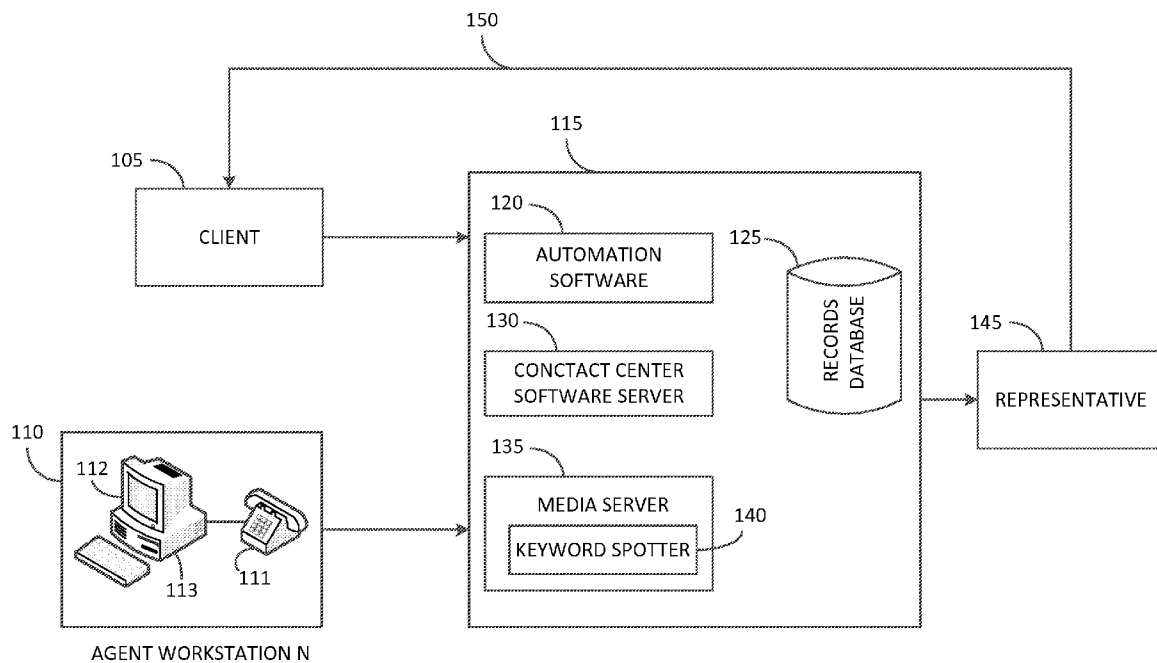 150
115
105
CLIENT
120
AUTOMATION
SOFTWARE
125
RECORDS
DATABASE
130
CONCTACT CENTER
SOFTWARE SERVER
145
REPRESENTATIVE
110
112
111
113
135
MEDIA SERVER
140
KEYWORD SPOTTER
AGENT WORKSTATION N